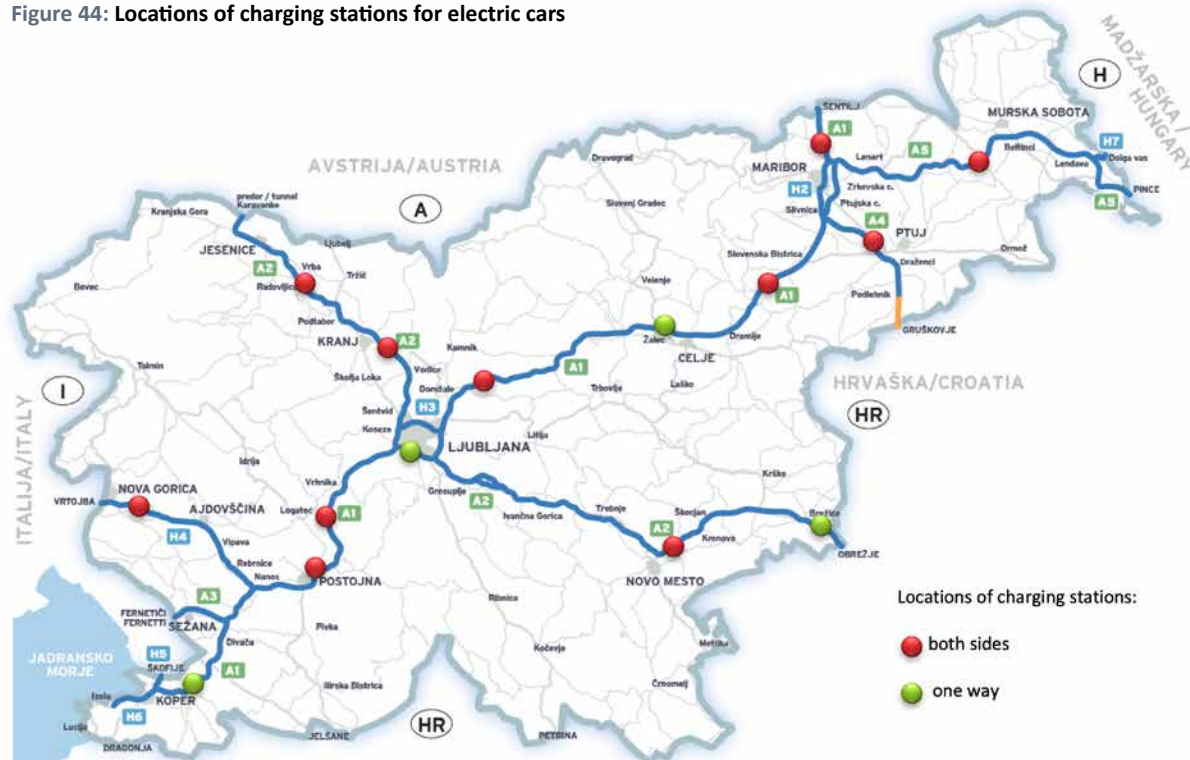 Figure 44: Locations of charging stations for electric cars
MADŽARSKA /
HUNGARY
H
ŠENTILJ
A1
MURSKA SOBOTA
H7
Dolga vas
Beltinci
Lendava
PINCE
A5
A5
Lenart
MARIBOR
H2
Zrkovska c.
Ptujska c.
Slivnica
A4
PTUJ
Ormož
Draženci
Podlehnik
GRUŠKOVJE
Dravograd
Slovenj Gradec
Slovenska Bistrica
A1
Velenje
Dramlje
Žalec
CELJE
AVSTRIJA/AUSTRIA
A
predor / tunnel
Karavanke
Kranjska Gora
JESENICE
Ljubelj
A2
Vrba
Tržič
Radovljica
Bovec
Podtabor
KRANJ
A2
Kamnik
Vodice
Škofja Loka
Domžale
A1
Trbovlje
Laško
HRVAŠKA/CROATIA
HR
Tolmin
I
ITALIJA/ITALY
Šentvid
H3
Koseze
LJUBLJANA
Litija
Idrija
Vrhnika
Grosuplje
A2
Ivančna Gorica
Trebnje
Krško
Škocjan
A2
Kronovo
Brežice
OBREŽJE
NOVO MESTO
NOVA GORICA
VRTOJBA
AJDOVŠČINA
Logatec
A1
H4
Vipava
Rebrnice
Nanos
POSTOJNA
A3
FERNETIČI
FERNETTI
SEŽANA
Divača
Pivka
Ribnica
Kočevje
Metlika
Črnomelj
JADRANSKO
MORJE
H5
ŠKOFIJE
A1
Izola
KOPER
H6
Lucija
DRAGONJA
Ilirska Bistrica
JELŠANE
HR
PETRINA
Locations of charging stations:
both sides
one way